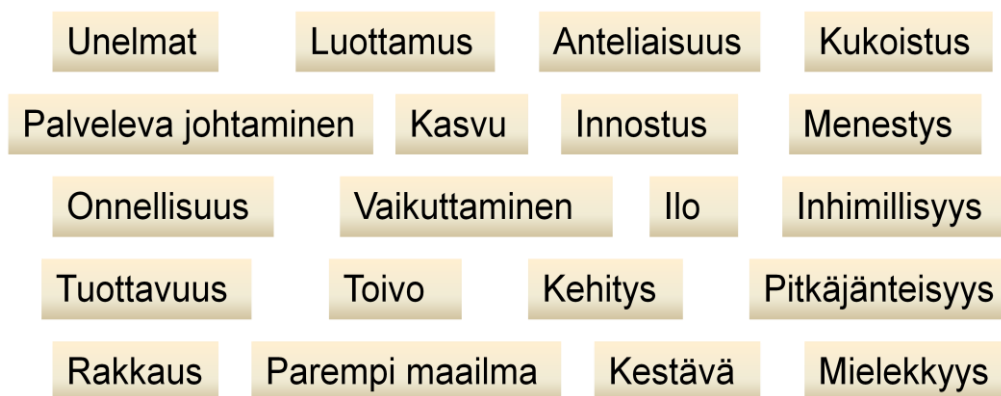 Unelmat Luottamus Anteliaisuus Kukoistus
Palveleva johtaminen Kasvu Innostus Menestys
Onnellisuus Vaikuttaminen Ilo Inhimillisyys
Tuottavuus Toivo Kehitys Pitkäjänteisyys
Rakkaus Parempi maailma Kestävä Mielekkyys